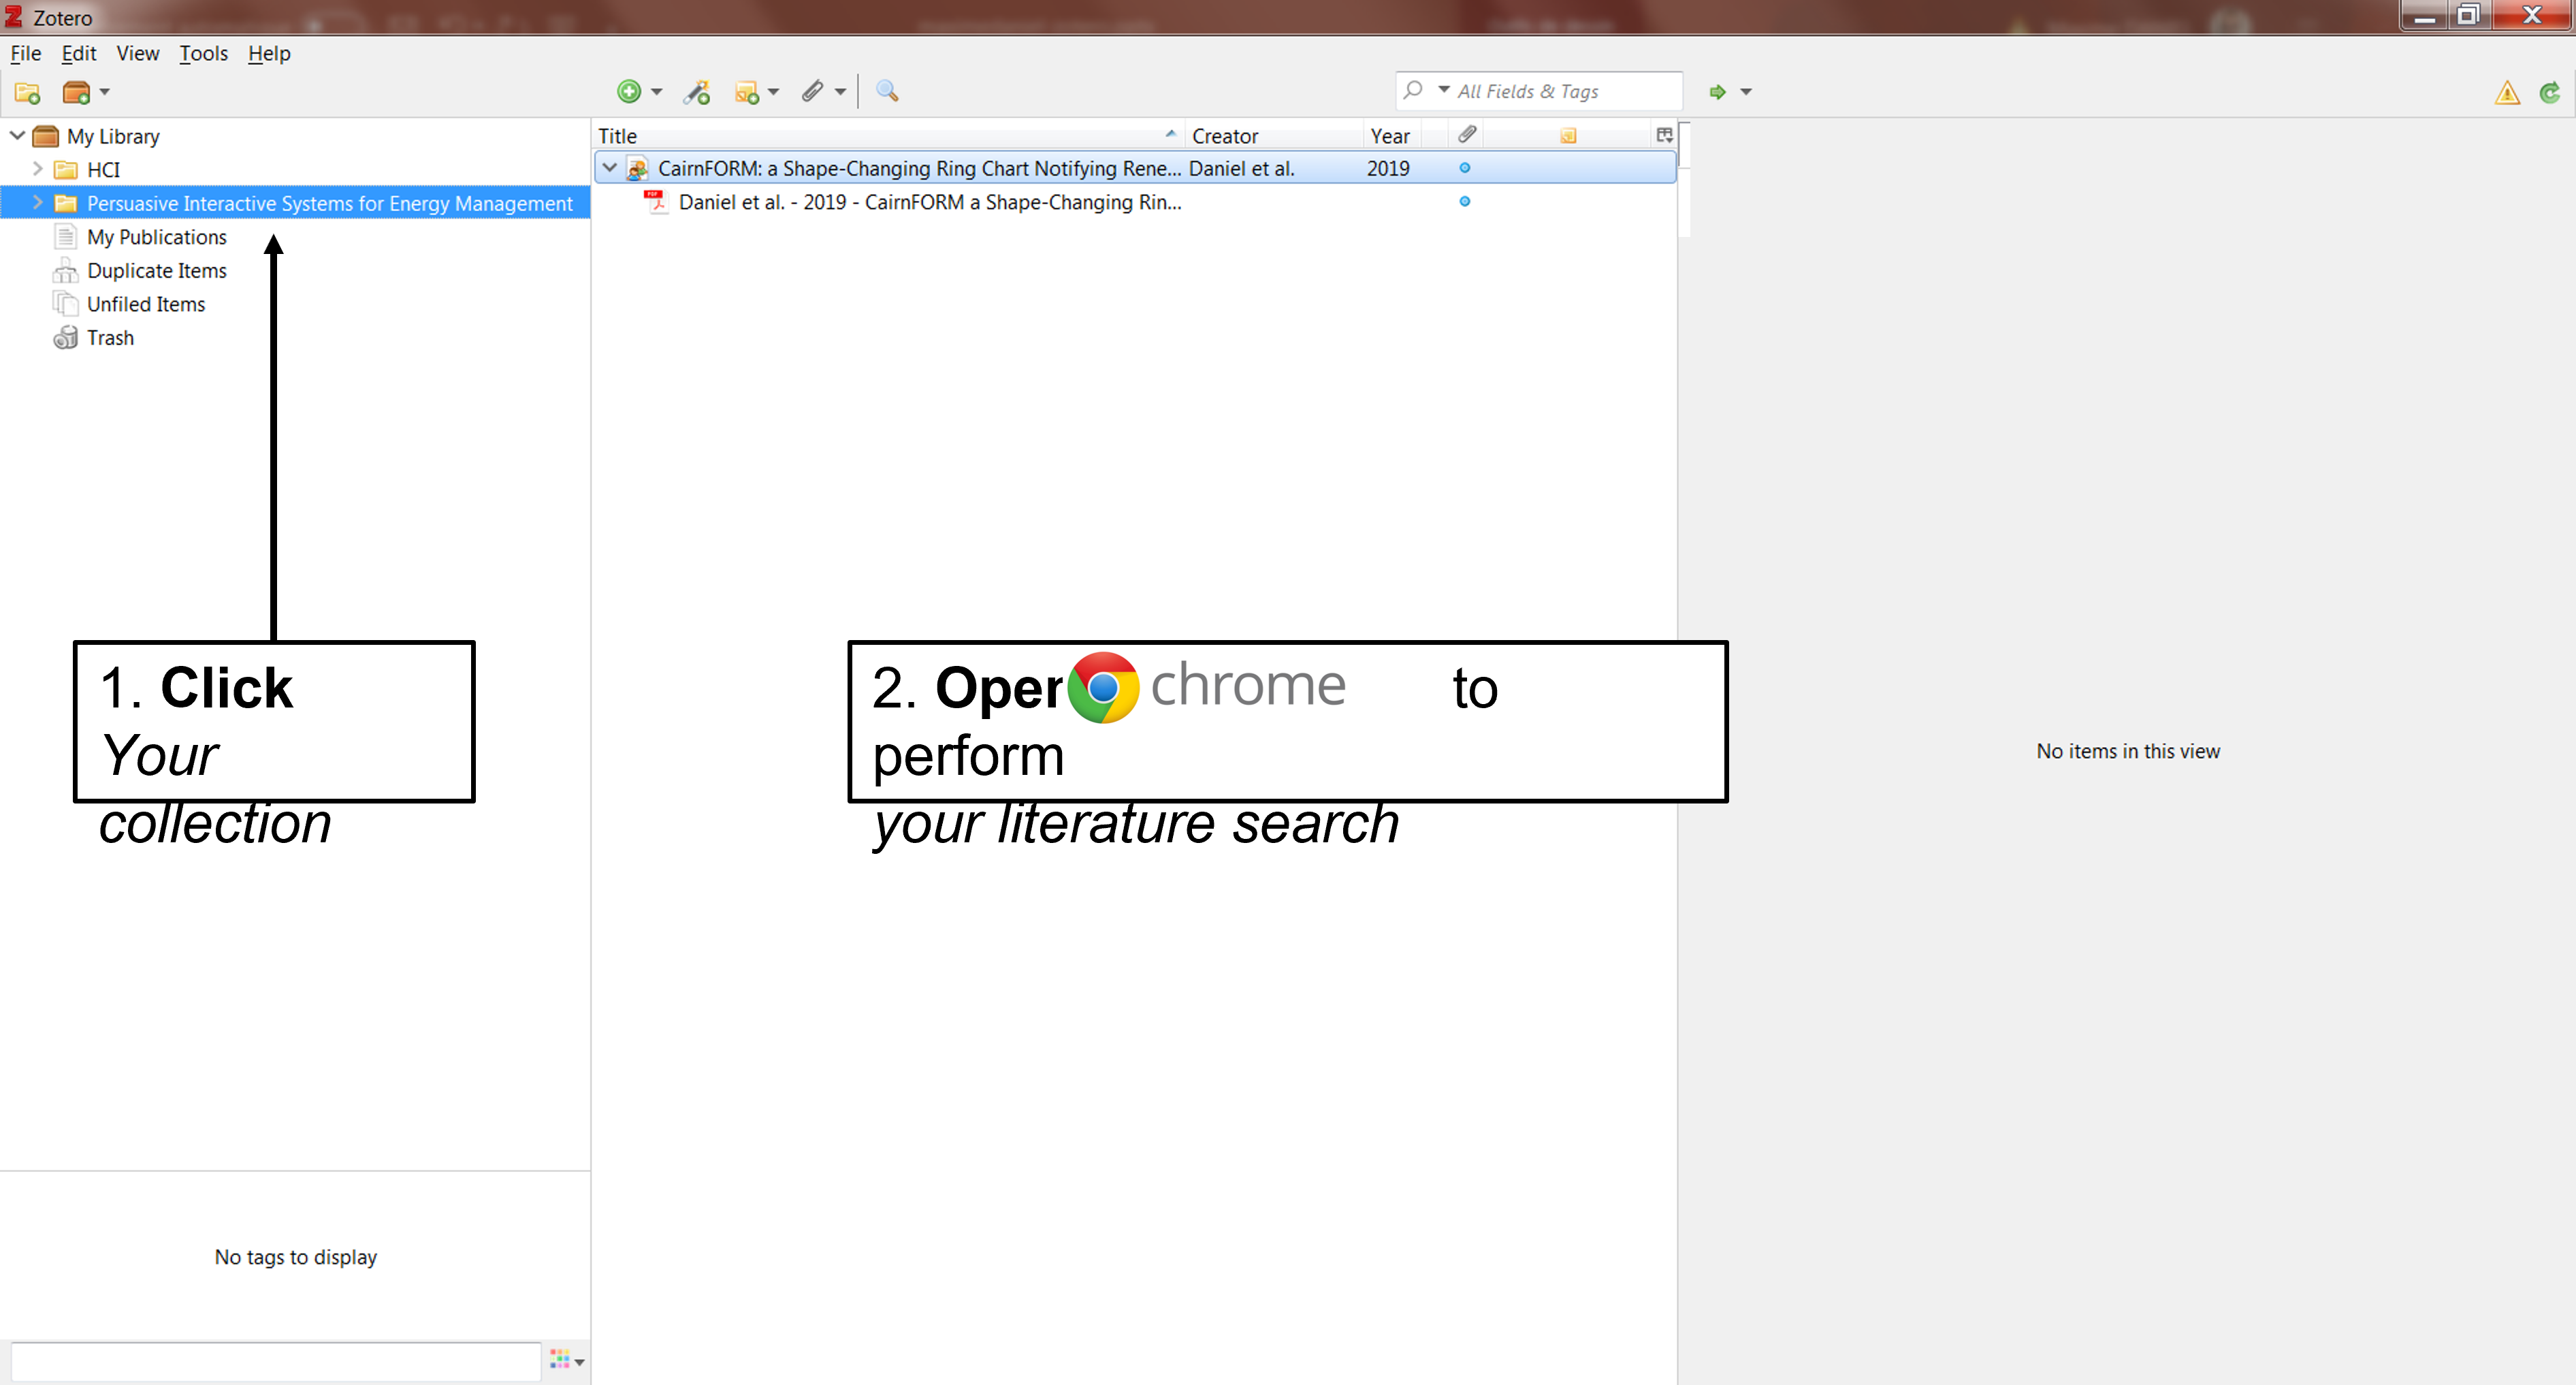 Zotero
File Edit View Tools Help
All Fields & Tags
My Library
HCI
Persuasive Interactive Systems for Energy Management
My Publications
Duplicate Items
Unfiled Items
Trash
Title Creator Year
CairnFORM: a Shape-Changing Ring Chart Notifying Rene... Daniel et al. 2019
Daniel et al. - 2019 - CairnFORM a Shape-Changing Rin...
1. Click
Your
collection
2. Open chrome to
perform
your literature search
No items in this view
No tags to display